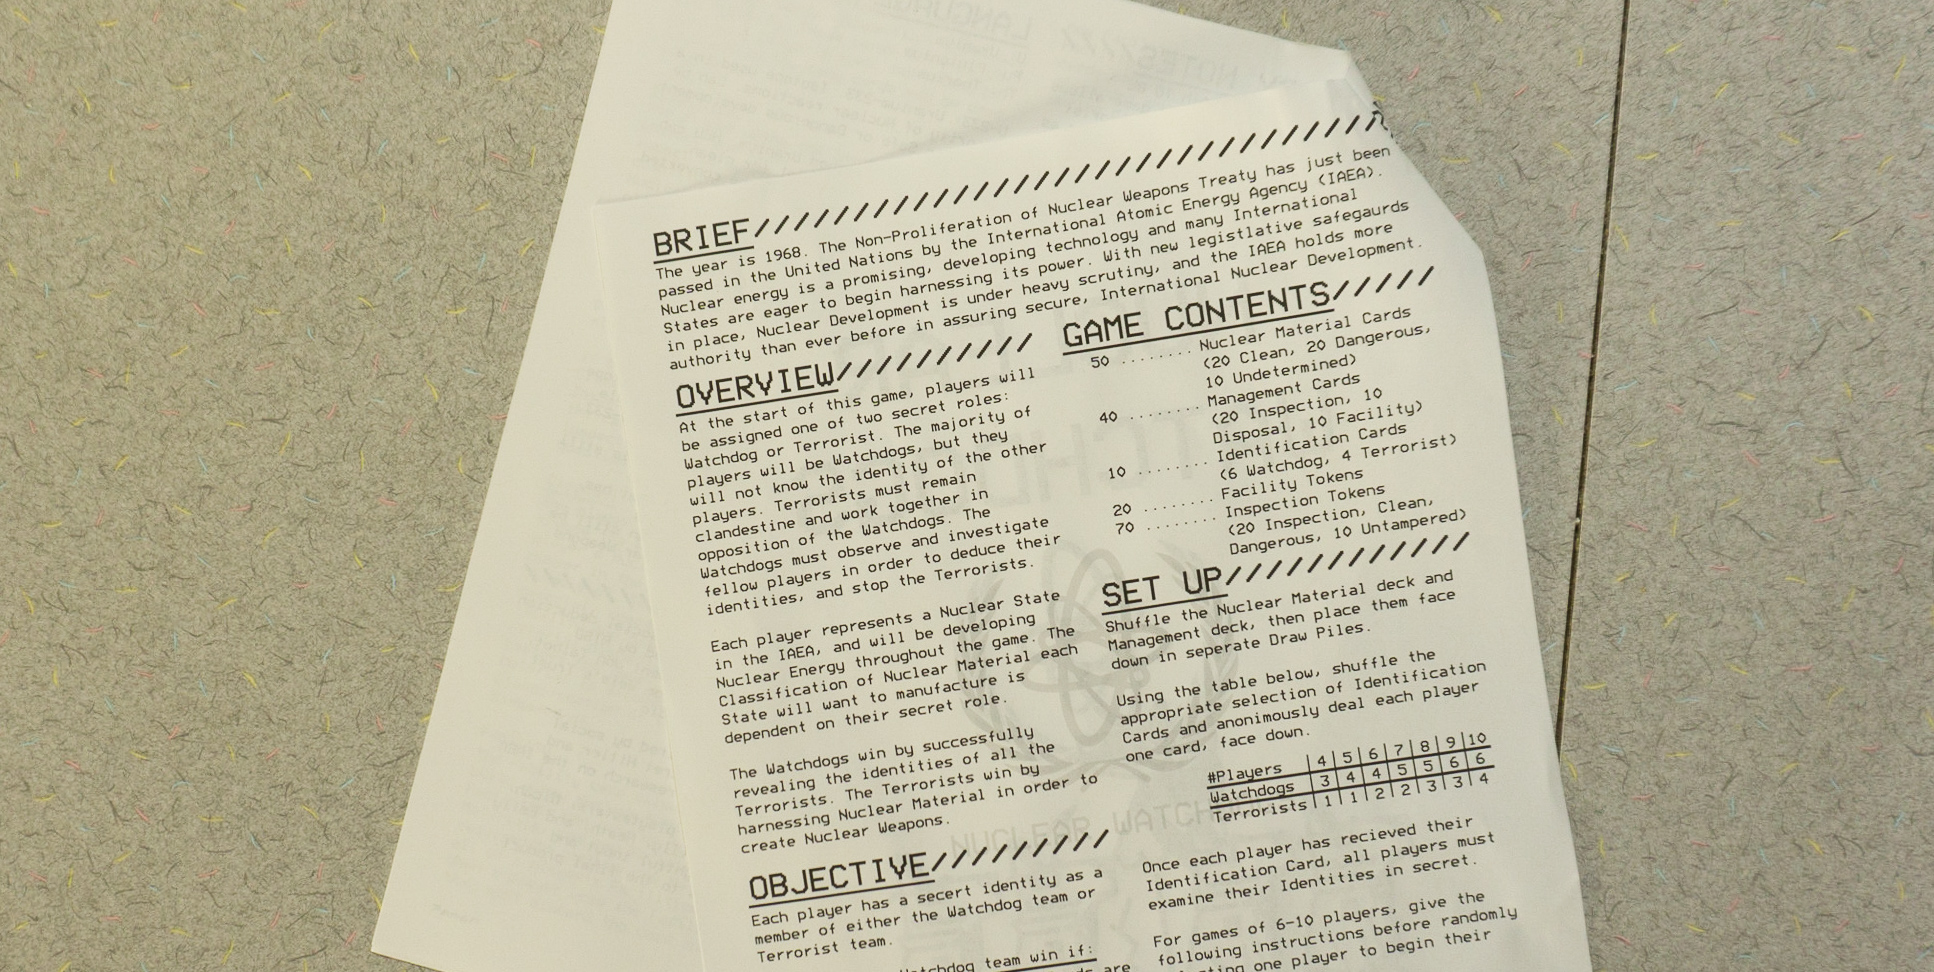 BRIEF
The year is 1968. The Non-Proliferation of Nuclear Weapons Treaty has just been
passed in the United Nations by the International Atomic Energy Agency (IAEA).
Nuclear energy is a promising, developing technology and many International
States are eager to begin harnessing its power. With new legistlative safegaurds
in place, Nuclear Development is under heavy scrutiny, and the IAEA holds more
authority than ever before in assuring secure, International Nuclear Development.
OVERVIEW
At the start of this game, players will
be assigned one of two secret roles:
Watchdog or Terrorist. The majority of
players will be Watchdogs, but they
will not know the identity of the other
players. Terrorists must remain
clandestine and work together in
opposition of the Watchdogs. The
Watchdogs must observe and investigate
fellow players in order to deduce their
identities, and stop the Terrorists.
Each player represents a Nuclear State
in the IAEA, and will be developing
Nuclear Energy throughout the game. The
Classification of Nuclear Material each
State will want to manufacture is
dependent on their secret role.
The Watchdogs win by successfully
revealing the identities of all the
Terrorists. The Terrorists win by
harnessing Nuclear Material in order to
create Nuclear Weapons.
OBJECTIVE
Each player has a secert identity as a
member of either the Watchdog team or
Terrorist team.
team win if:
are
GAME CONTENTS
50 ........ Nuclear Material Cards
(20 Clean, 20 Dangerous,
10 Undetermined)
40 ........ Management Cards
(20 Inspection, 10
Disposal, 10 Facility)
10 ........ Identification Cards
(6 Watchdog, 4 Terrorist)
20 ........ Facility Tokens
70 ........ Inspection Tokens
(20 Inspection, Clean,
Dangerous, 10 Untampered)
SET UP
Shuffle the Nuclear Material deck and
Management deck, then place them face
down in seperate Draw Piles.
Using the table below, shuffle the
appropriate selection of Identification
Cards and anonimously deal each player
one card, face down.
#Players 4 5 6 7 8 9 10
Watchdogs 3 4 4 5 5 6 6
Terrorists 1 1 2 2 3 3 4
Once each player has recieved their
Identification Card, all players must
examine their Identities in secret.
For games of 6-10 players, give the
following instructions before randomly
one player to begin their